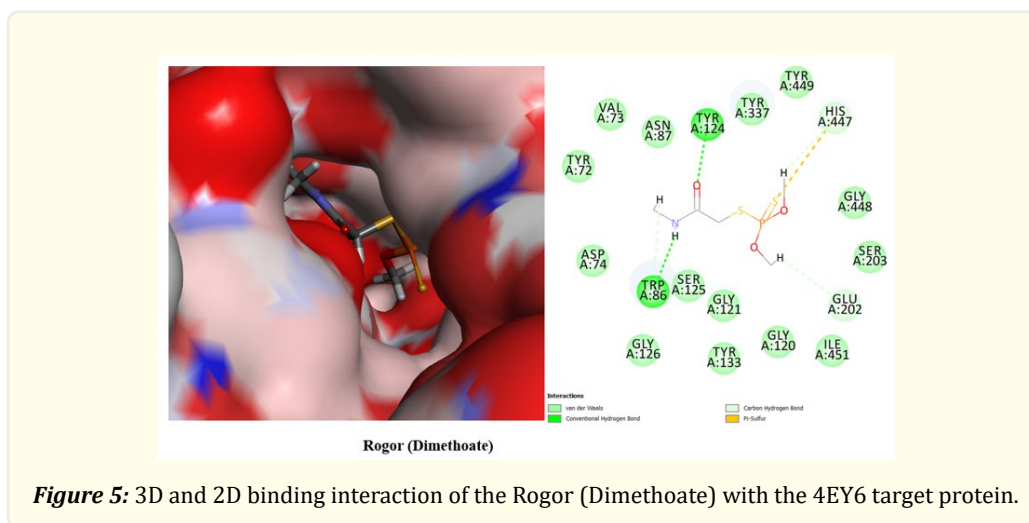 TYR
A:449
TYR
A:337
HIS
A:447
TYR
A:124
VAL
A:73
ASN
A:87
TYR
A:72
H
S
O
O
H
N
H
S
P
O
H
GLY
A:448
SER
A:203
ASP
A:74
TRP
A:86
SER
A:125
GLY
A:121
GLU
A:202
GLY
A:126
TYR
A:133
GLY
A:120
ILE
A:451
Interactions
van der Waals
Conventional Hydrogen Bond
Carbon Hydrogen Bond
Pi-Sulfur
Rogor (Dimethoate)
Figure 5: 3D and 2D binding interaction of the Rogor (Dimethoate) with the 4EY6 target protein.